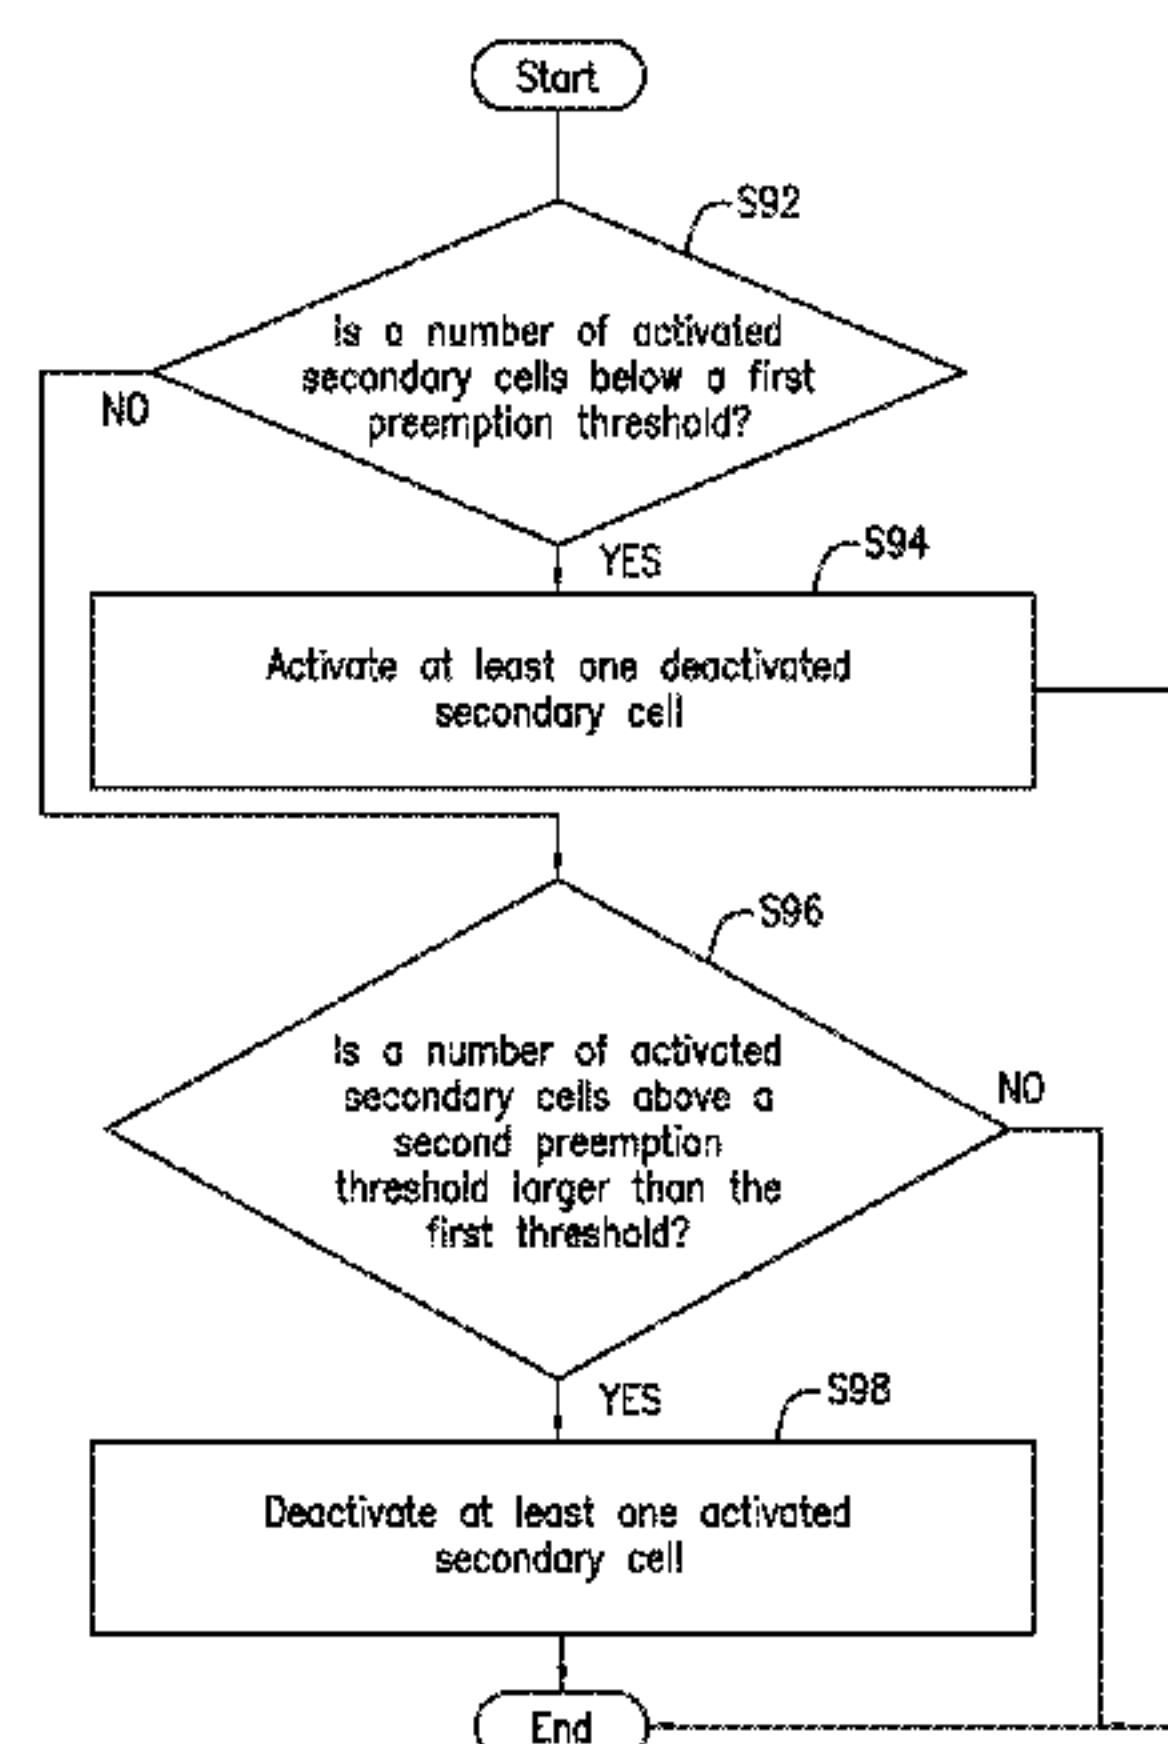 Start
S92
Is a number of activated
secondary cells below a first
preemption threshold?
NO
YES
S94
Activate at least one deactivated
secondary cell
S96
Is a number of activated
secondary cells above a
second preemption
threshold larger than the
first threshold?
NO
YES
S98
Deactivate at least one activated
secondary cell
End